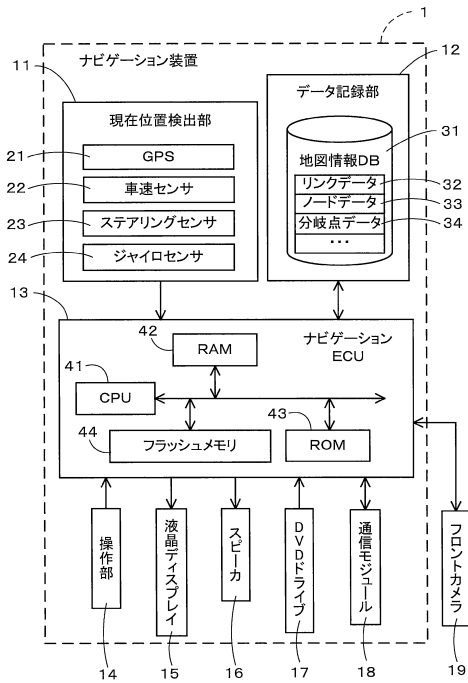 1
ナビゲーション装置
11
12
現在位置検出部
21
GPS
22
車速センサ
23
ステアリングセンサ
24
ジャイロセンサ
データ記録部
31
地図情報DB
リンクデータ
32
ノードデータ
33
分岐点データ
34
・・・
13
ナビゲーション
ECU
42
RAM
41
CPU
44
フラッシュメモリ
43
ROM
操作部
液晶ディスプレイ
スピーカ
DVDドライブ
通信モジュール
フロントカメラ
14
15
16
17
18
19